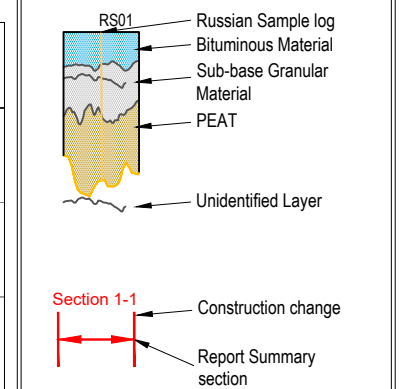 RS01
Russian Sample log
Bituminous Material
Sub-base Granular
Material
PEAT
Unidentified Layer
Section 1-1
Construction change
Report Summary
section